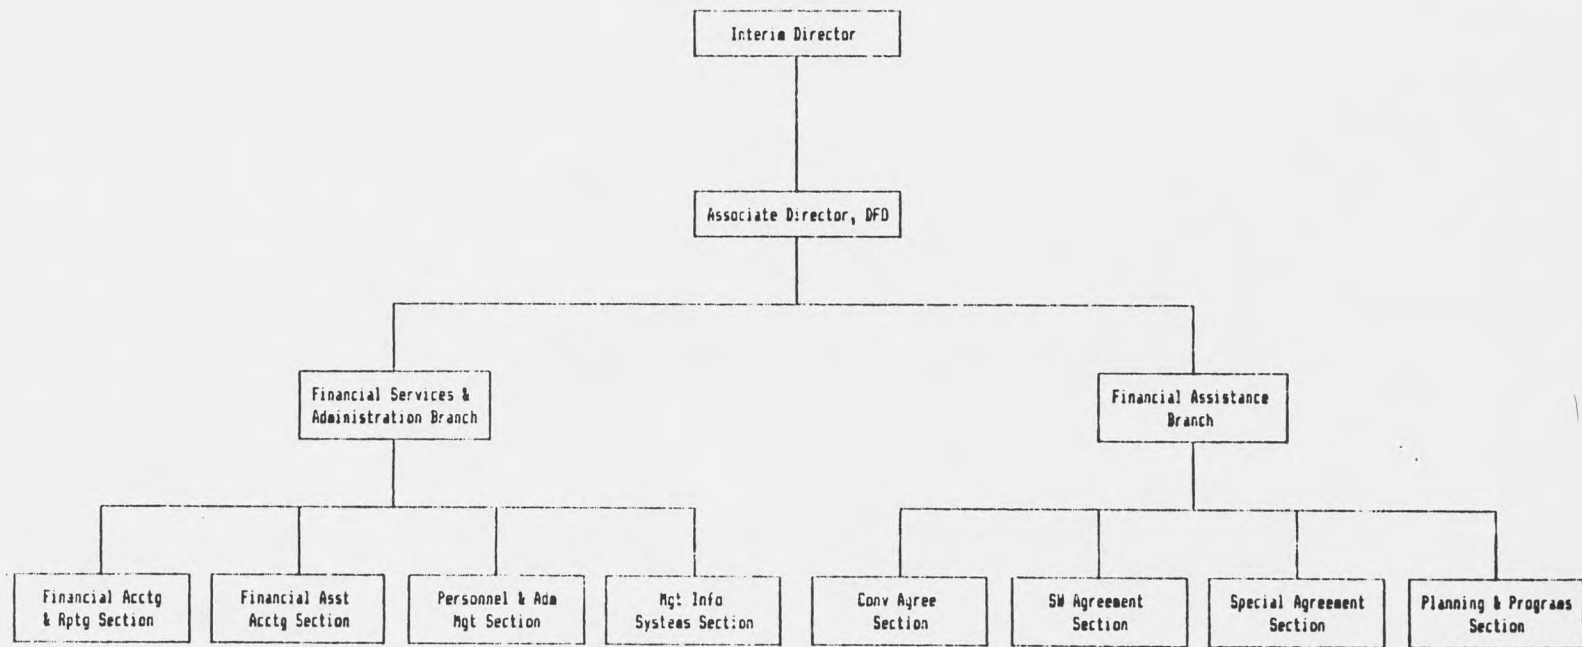 Interim Director
Associate Director, DFD
Financial Services &
Administration Branch
Financial Assistance
Branch
Financial Acctg
& Rptg Section
Financial Asst
Acctg Section
Personnel & Adm
Mgt Section
Mgt Info
Systems Section
Conv Agree
Section
SW Agreement
Section
Special Agreement
Section
Planning & Programs
Section